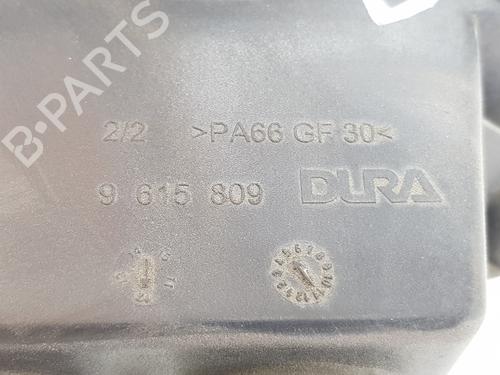 2/2 >PA66 GF 30<
9 615 809 DURA
B-PARTS